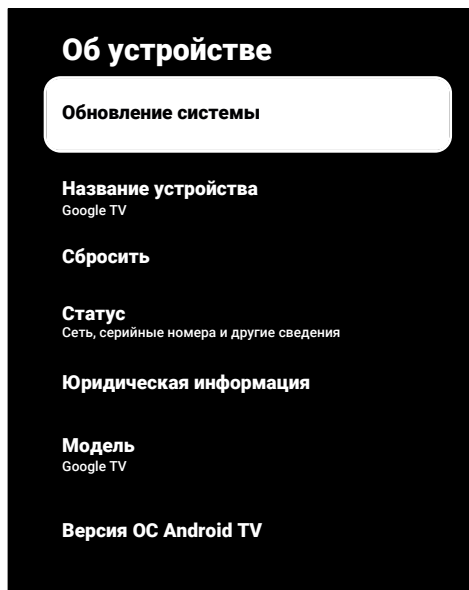 Об устройстве
Обновление системы
Название устройства
Google TV
Сбросить
Статус
Сеть, серийные номера и другие сведения
Юридическая информация
Модель
Google TV
Версия ОС Android TV